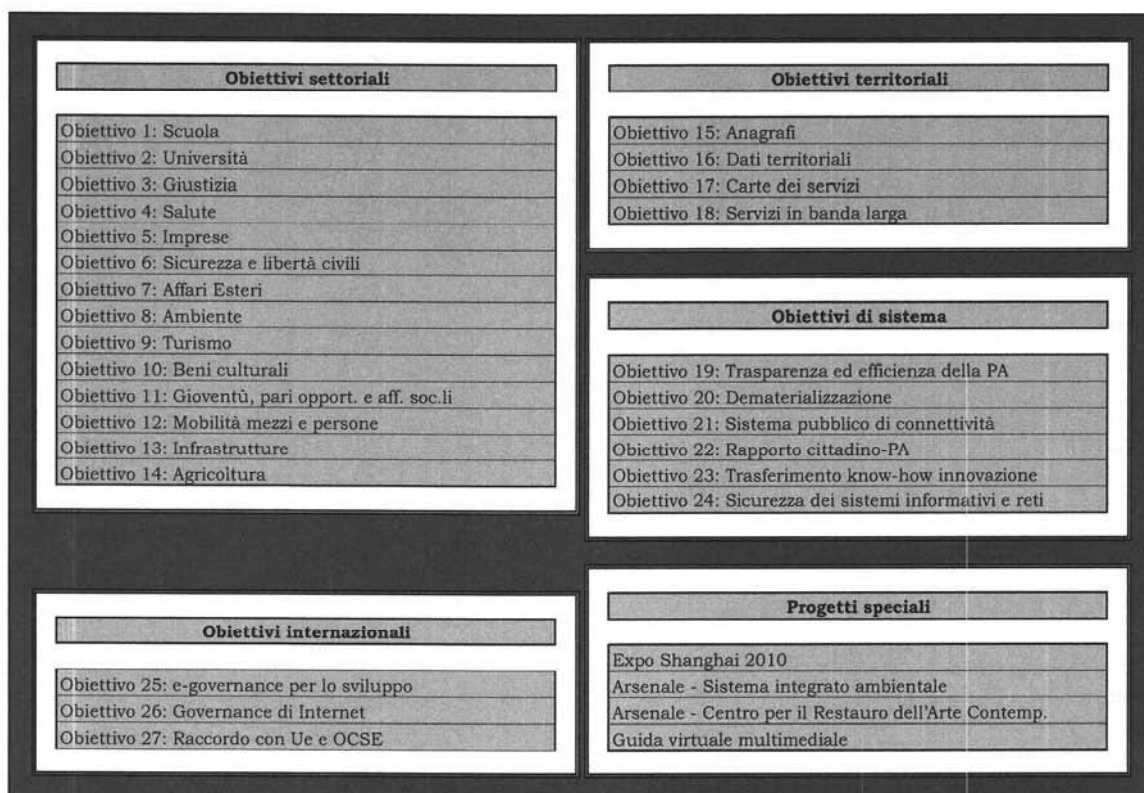 Obiettivi settoriali
Obiettivo 1: Scuola
Obiettivo 2: Università
Obiettivo 3: Giustizia
Obiettivo 4: Salute
Obiettivo 5: Imprese
Obiettivo 6: Sicurezza e libertà civili
Obiettivo 7: Affari Esteri
Obiettivo 8: Ambiente
Obiettivo 9: Turismo
Obiettivo 10: Beni culturali
Obiettivo 11: Gioventù, pari opport. e aff. soc.li
Obiettivo 12: Mobilità mezzi e persone
Obiettivo 13: Infrastrutture
Obiettivo 14: Agricoltura
Obiettivi territoriali
Obiettivo 15: Anagrafi
Obiettivo 16: Dati territoriali
Obiettivo 17: Carte dei servizi
Obiettivo 18: Servizi in banda larga
Obiettivi di sistema
Obiettivo 19: Trasparenza ed efficienza della PA
Obiettivo 20: Dematerializzazione
Obiettivo 21: Sistema pubblico di connettività
Obiettivo 22: Rapporto cittadino-PA
Obiettivo 23: Trasferimento know-how innovazione
Obiettivo 24: Sicurezza dei sistemi informativi e reti
Obiettivi internazionali
Obiettivo 25: e-governance per lo sviluppo
Obiettivo 26: Governance di Internet
Obiettivo 27: Raccordo con Ue e OCSE
Progetti speciali
Expo Shanghai 2010
Arsenale - Sistema integrato ambientale
Arsenale - Centro per il Restauro dell'Arte Contemp.
Guida virtuale multimediale